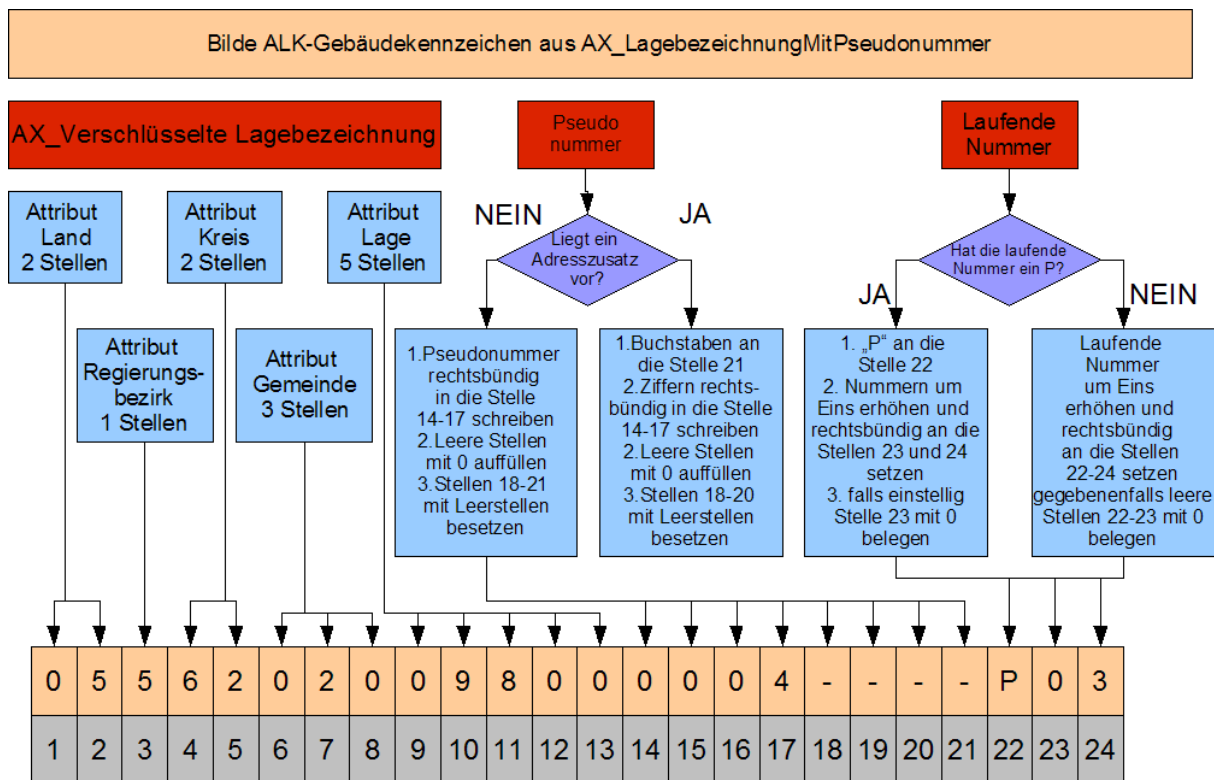 Bilde ALK-Gebäudekennzeichen aus AX_LagebezeichnungMitPseudonummer
AX_Verschlüsselte Lagebezeichnung
Pseudo
nummer
Laufende
Nummer
Attribut
Land
2 Stellen
Attribut
Kreis
2 Stellen
Attribut
Lage
5 Stellen
Attribut
Regierungs-
bezirk
1 Stellen
Attribut
Gemeinde
3 Stellen
NEIN
JA
Liegt ein
Adresszusatz
vor?
Hat die laufende
Nummer ein P?
JA
NEIN
1.Pseudonummer
rechtsbündig
in die Stelle
14-17 schreiben
2.Leere Stellen
mit 0 auffüllen
3.Stellen 18-21
mit Leerstellen
besetzen
1.Buchstaben an
die Stelle 21
2.Ziffern rechts-
bündig in die Stelle
14-17 schreiben
2.Leere Stellen
mit 0 auffüllen
3.Stellen 18-20
mit Leerstellen
besetzen
1. „P“ an die
Stelle 22
2. Nummern um
Eins erhöhen und
rechtsbündig an die
Stellen 23 und 24
setzen
3. falls einstellig
Stelle 23 mit 0
belegen
Laufende
Nummer
um Eins
erhöhen und
rechtsbündig
an die Stellen
22-24 setzen
gegebenenfalls leere
Stellen 22-23 mit 0
belegen
0 5 5 6 2 0 2 0 0 9 8 0 0 0 0 0 4 - - - - P 0 3
1 2 3 4 5 6 7 8 9 10 11 12 13 14 15 16 17 18 19 20 21 22 23 24